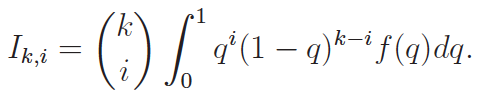 $I_{k,i} = \binom{k}{i} \int_0^1 q^i (1-q)^{k-i} f(q) dq.$